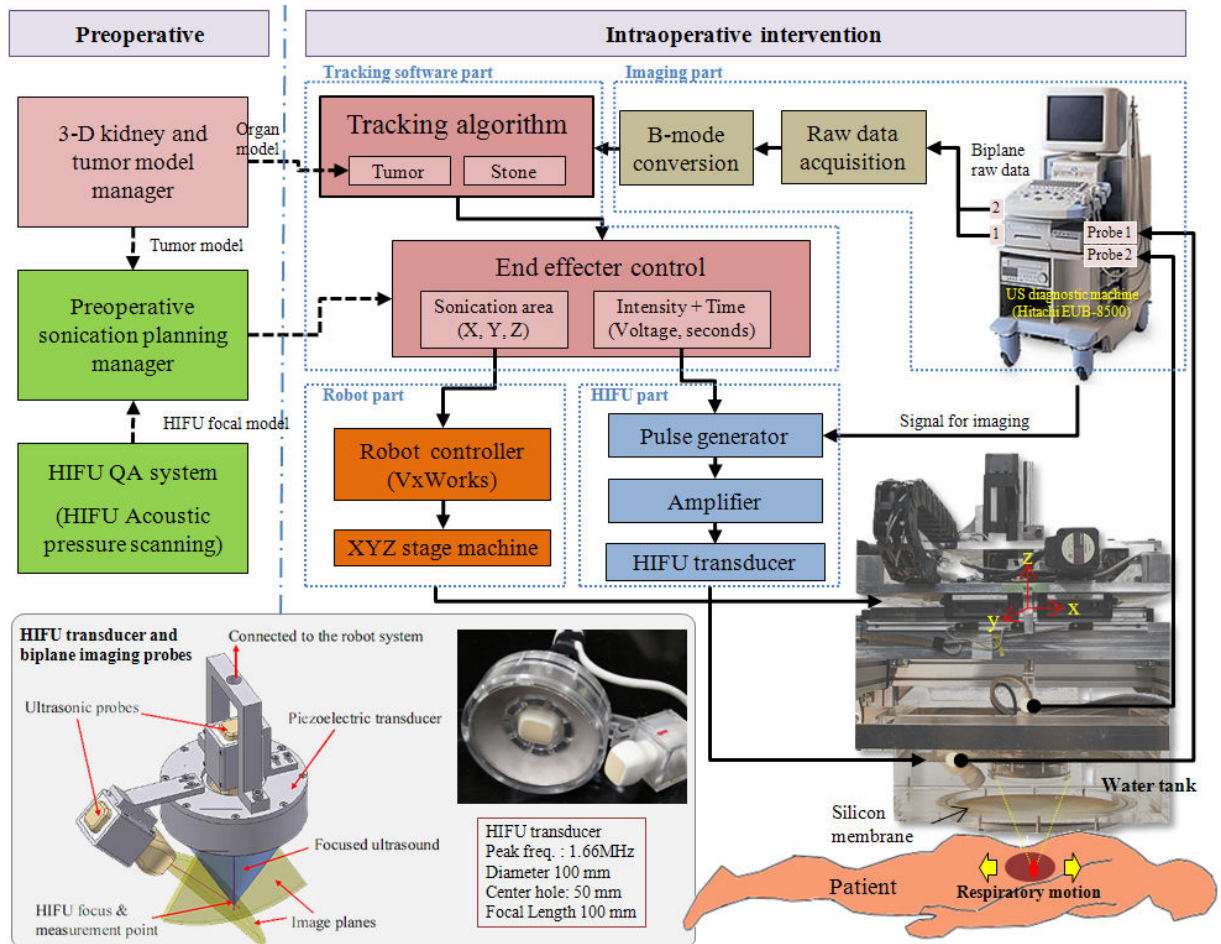 Preoperative
Intraoperative intervention
Tracking software part
Imaging part
3-D kidney and
tumor model
manager
Organ
model
Tracking algorithm
Tumor
Stone
B-mode
conversion
Raw data
acquisition
Biplane
raw data
2
1
Probe 1
Probe 2
US diagnostic machine
(Hitachi EUB-8500)
Tumor model
Preoperative
sonication planning
manager
End effecter control
Sonication area
(X, Y, Z)
Intensity + Time
(Voltage, seconds)
HIFU focal model
HIFU QA system
(HIFU Acoustic
pressure scanning)
Robot part
Robot controller
(VxWorks)
XYZ stage machine
HIFU part
Pulse generator
Amplifier
HIFU transducer
Signal for imaging
z
x
y
HIFU transducer and
biplane imaging probes
Connected to the robot system
Ultrasonic probes
Piezoelectric transducer
Focused ultrasound
HIFU focus &
measurement point
Image planes
HIFU transducer
Peak freq. : 1.66MHz
Diameter 100 mm
Center hole: 50 mm
Focal Length 100 mm
Water tank
Silicon
membrane
Patient
Respiratory motion